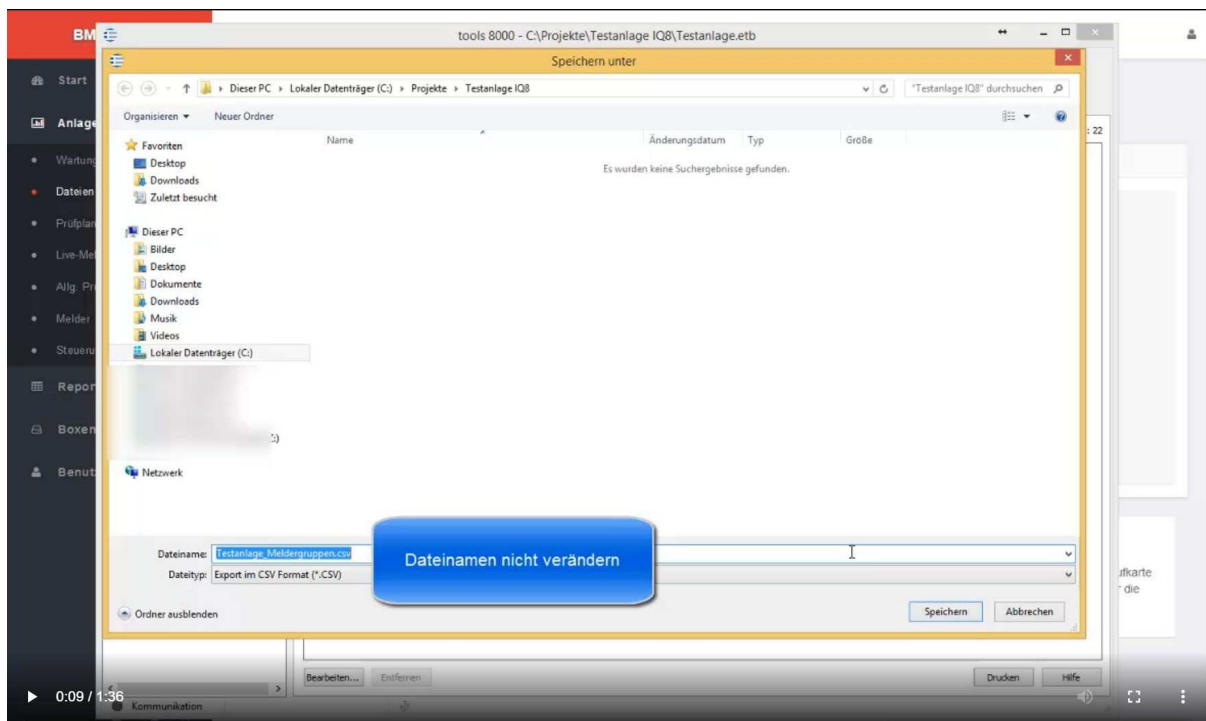 BM
tools 8000 - C:\Projekte\Testanlage IQ8\Testanlage.etb
Speichern unter
Start
Dieser PC
Lokaler Datenträger (C:)
Projekte
Testanlage IQ8
"Testanlage IQ8" durchsuchen
Organisieren
Neuer Ordner
Anlage
: 22
Name
Änderungsdatum
Typ
Größe
Favoriten
Es wurden keine Suchergebnisse gefunden.
Wartung
Desktop
Downloads
Dateien
Zuletzt besucht
Prüfplan
Dieser PC
Live-Mel
Bilder
Desktop
Allg. Pr
Dokumente
Downloads
Melder
Musik
Videos
Steueru
Lokaler Datenträger (C:)
Repor
Boxen
:)
Benut
Netzwerk
Dateiname:
Testanlage_Meldergruppen.csv
Dateinamen nicht verändern
Dateityp:
Export im CSV Format (*.CSV)
ufkarte
die
Ordner ausblenden
Speichern
Abbrechen
Bearbeiten...
Entfernen
Drucken
Hilfe
0:09 / 1:36
Kommunikation